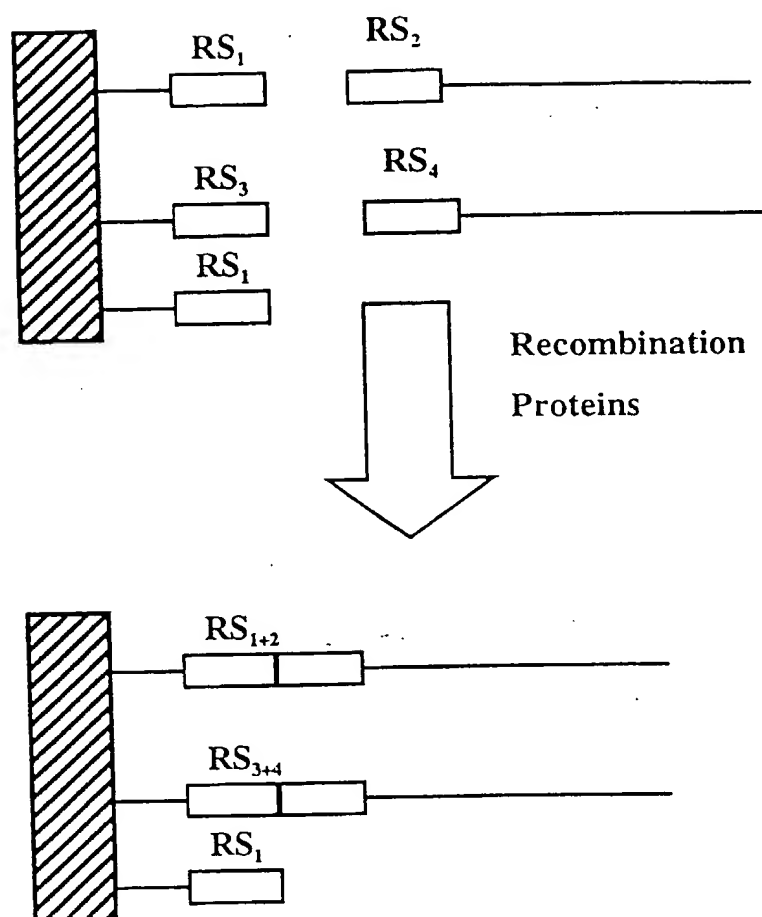 RS₁
RS₂
RS₃
RS₄
RS₁
Recombination
Proteins
RS₁₊₂
RS₃₊₄
RS₁